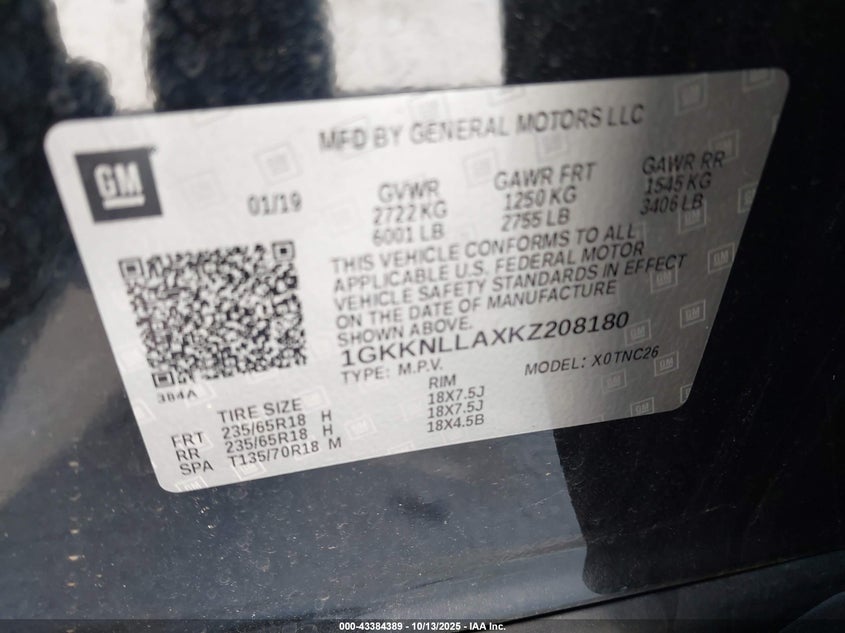 MFD BY GENERAL MOTORS LLC
GM
01/19
GVWR
2722 KG
6001 LB
GAWR FRT
1250 KG
2755 LB
GAWR RR
1545 KG
3406 LB
THIS VEHICLE CONFORMS TO ALL
APPLICABLE U.S. FEDERAL MOTOR
VEHICLE SAFETY STANDARDS IN EFFECT
ON THE DATE OF MANUFACTURE
SHOWN ABOVE.
1GKKNLLAXKZ208180
TYPE: M.P.V. MODEL: X0TNC26
384A
TIRE SIZE RIM
FRT 235/65R18 H 18X7.5J
RR 235/65R18 H 18X7.5J
SPA T135/70R18 M 18X4.5B
000-43384389 - 10/13/2025 - IAA Inc.